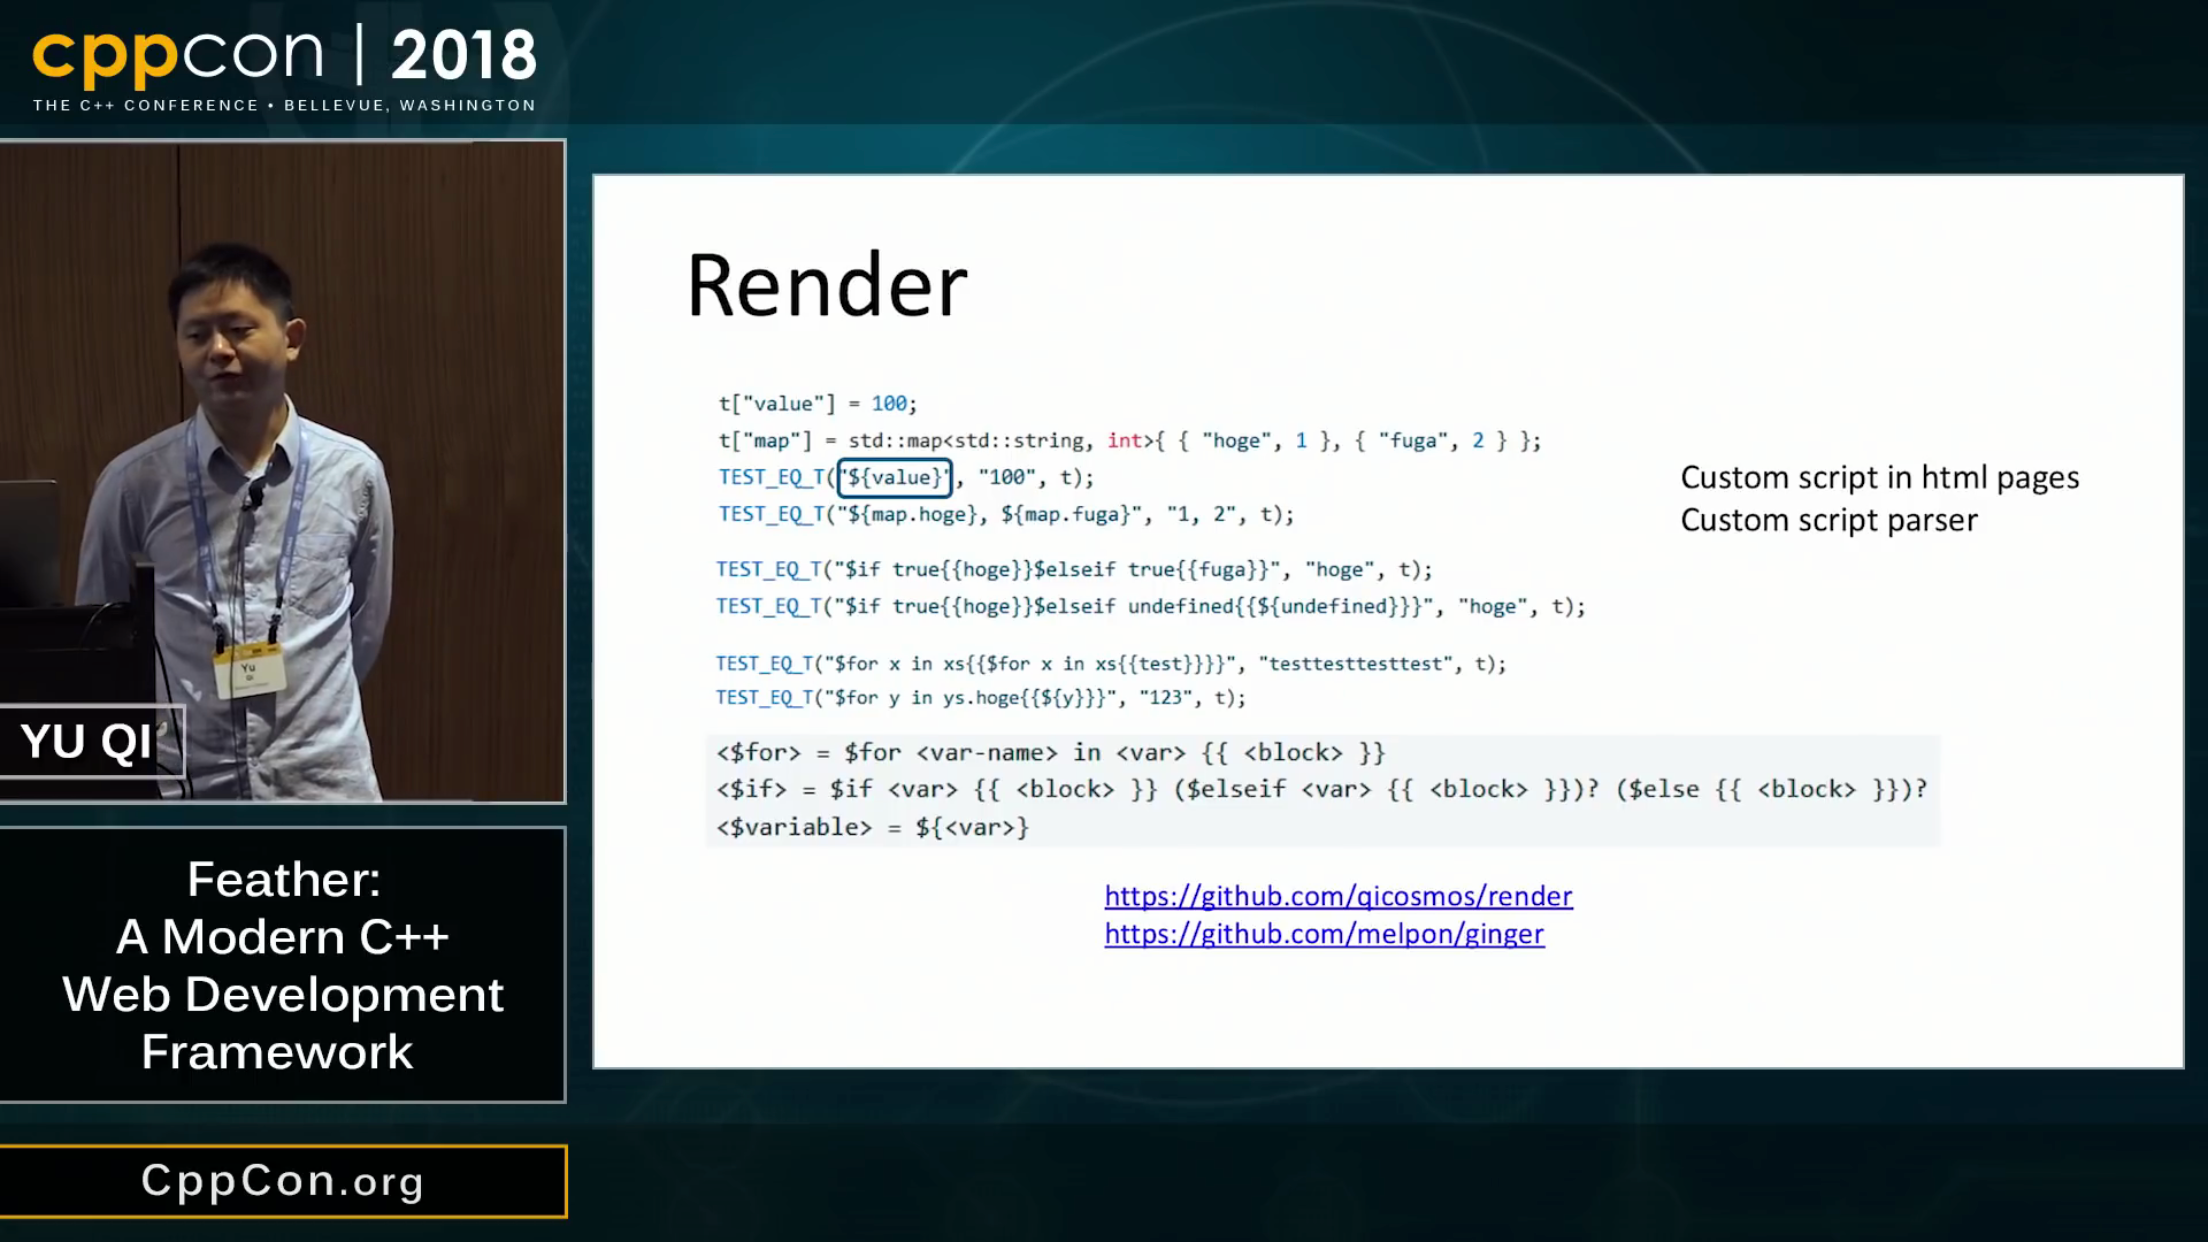 cppcon | 2018
THE C++ CONFERENCE • BELLEVUE, WASHINGTON
Yu
Qi
YU QI
Feather:
A Modern C++
Web Development
Framework
CppCon.org
Render
t["value"] = 100;
t["map"] = std::map<std::string, int>{ { "hoge", 1 }, { "fuga", 2 } };
TEST_EQ_T("${value}", "100", t);
TEST_EQ_T("${map.hoge}, ${map.fuga}", "1, 2", t);
TEST_EQ_T("$if true{{hoge}}$elseif true{{fuga}}", "hoge", t);
TEST_EQ_T("$if true{{hoge}}$elseif undefined{{${undefined}}}", "hoge", t);
TEST_EQ_T("$for x in xs{{$for x in xs{{test}}}}", "testtesttesttest", t);
TEST_EQ_T("$for y in ys.hoge{{${y}}}", "123", t);
<$for> = $for <var-name> in <var> {{ <block> }}
<$if> = $if <var> {{ <block> }} ($elseif <var> {{ <block> }})? ($else {{ <block> }})?
<$variable> = ${<var>}
Custom script in html pages
Custom script parser
https://github.com/qicosmos/render
https://github.com/melpon/ginger